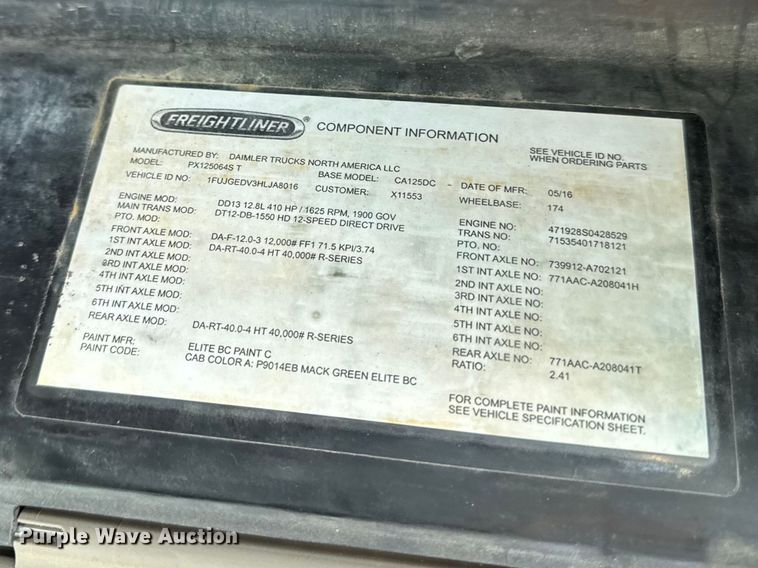 FREIGHTLINER® COMPONENT INFORMATION
SEE VEHICLE ID NO.
WHEN ORDERING PARTS
MANUFACTURED BY: DAIMLER TRUCKS NORTH AMERICA LLC
MODEL: PX125064S T BASE MODEL: CA125DC - DATE OF MFR: 05/16
VEHICLE ID NO: 1FUJGEDV3HLJA8016 CUSTOMER: X11553 WHEELBASE: 174
ENGINE MOD: DD13 12.8L 410 HP / 1625 RPM, 1900 GOV ENGINE NO: 471928S0428529
MAIN TRANS MOD: DT12-DB-1550 HD 12-SPEED DIRECT DRIVE TRANS NO: 71535401718121
PTO. MOD: PTO. NO:
FRONT AXLE MOD: DA-F-12.0-3 12,000# FF1 71.5 KPI/3.74 FRONT AXLE NO: 739912-A702121
1ST INT AXLE MOD: DA-RT-40.0-4 HT 40,000# R-SERIES 1ST INT AXLE NO: 771AAC-A208041H
2ND INT AXLE MOD: 2ND INT AXLE NO:
3RD INT AXLE MOD: 3RD INT AXLE NO:
4TH INT AXLE MOD: 4TH INT AXLE NO:
5TH INT AXLE MOD: 5TH INT AXLE NO:
6TH INT AXLE MOD: 6TH INT AXLE NO:
REAR AXLE MOD: DA-RT-40.0-4 HT 40,000# R-SERIES REAR AXLE NO: 771AAC-A208041T
RATIO: 2.41
PAINT MFR: ELITE BC PAINT C
PAINT CODE: CAB COLOR A: P9014EB MACK GREEN ELITE BC
FOR COMPLETE PAINT INFORMATION
SEE VEHICLE SPECIFICATION SHEET.
Purple Wave Auction